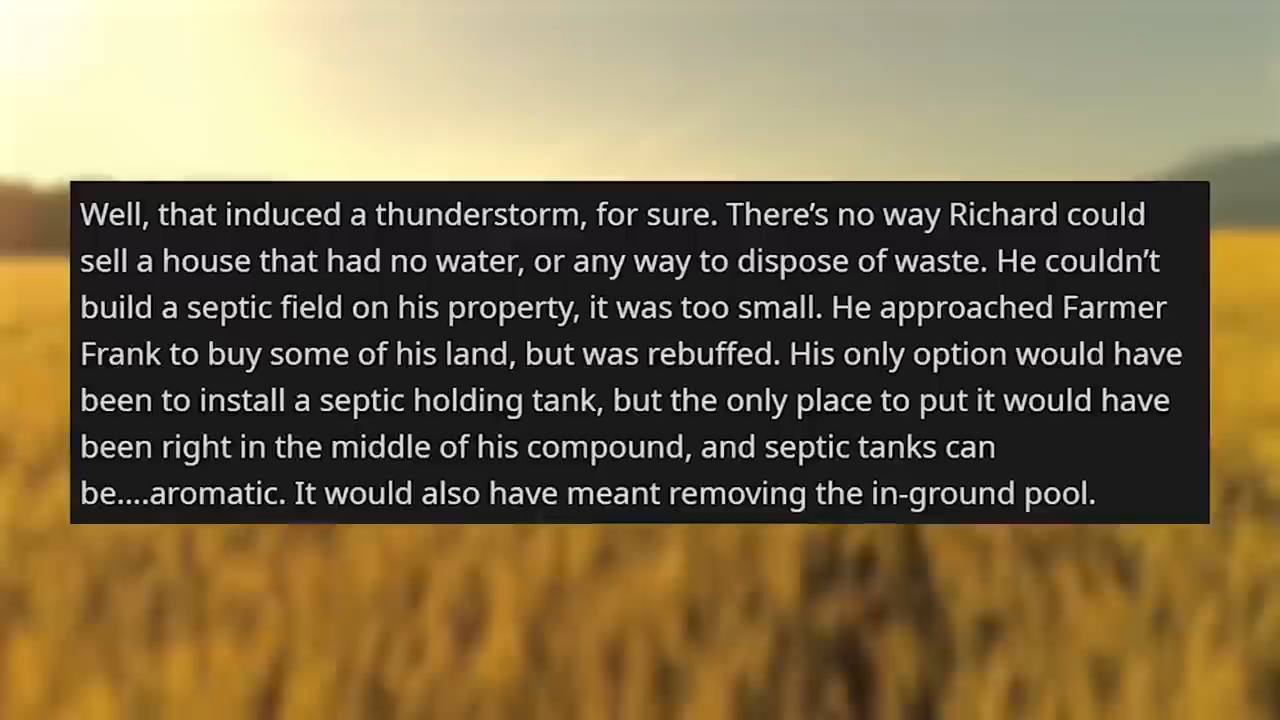 Well, that induced a thunderstorm, for sure. There’s no way Richard could
sell a house that had no water, or any way to dispose of waste. He couldn’t
build a septic field on his property, it was too small. He approached Farmer
Frank to buy some of his land, but was rebuffed. His only option would have
been to install a septic holding tank, but the only place to put it would have
been right in the middle of his compound, and septic tanks can
be....aromatic. It would also have meant removing the in-ground pool.